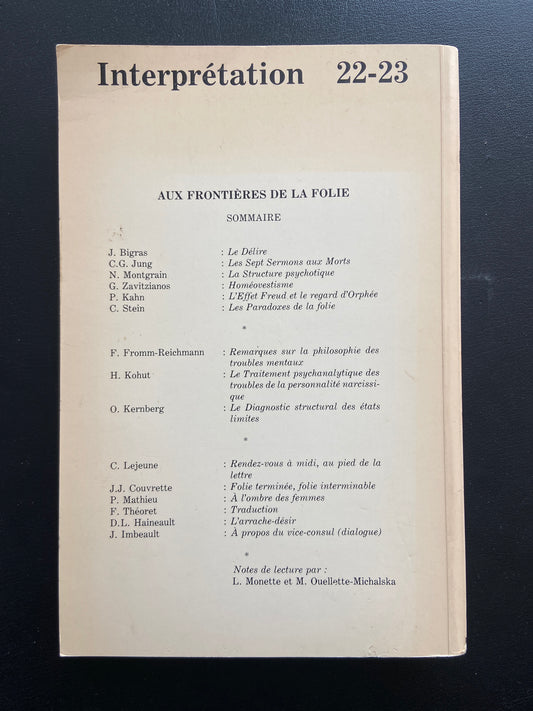 Interprétation 22-23
AUX FRONTIÈRES DE LA FOLIE
SOMMAIRE
J. Bigras : Le Délire
C.G. Jung : Les Sept Sermons aux Morts
N. Montgrain : La Structure psychotique
G. Zavitzianos : Homéovestisme
P. Kahn : L'Effet Freud et le regard d'Orphée
C. Stein : Les Paradoxes de la folie
*
F. Fromm-Reichmann : Remarques sur la philosophie des
troubles mentaux
H. Kohut : Le Traitement psychanalytique des
troubles de la personnalité narcissi-
que
O. Kernberg : Le Diagnostic structural des états
limites
*
C. Lejeune : Rendez-vous à midi, au pied de la
lettre
J.J. Couvrette : Folie terminée, folie interminable
P. Mathieu : À l'ombre des femmes
F. Théoret : Traduction
D.L. Haineault : L'arrache-désir
J. Imbeault : À propos du vice-consul (dialogue)
*
Notes de lecture par :
L. Monette et M. Ouellette-Michalska